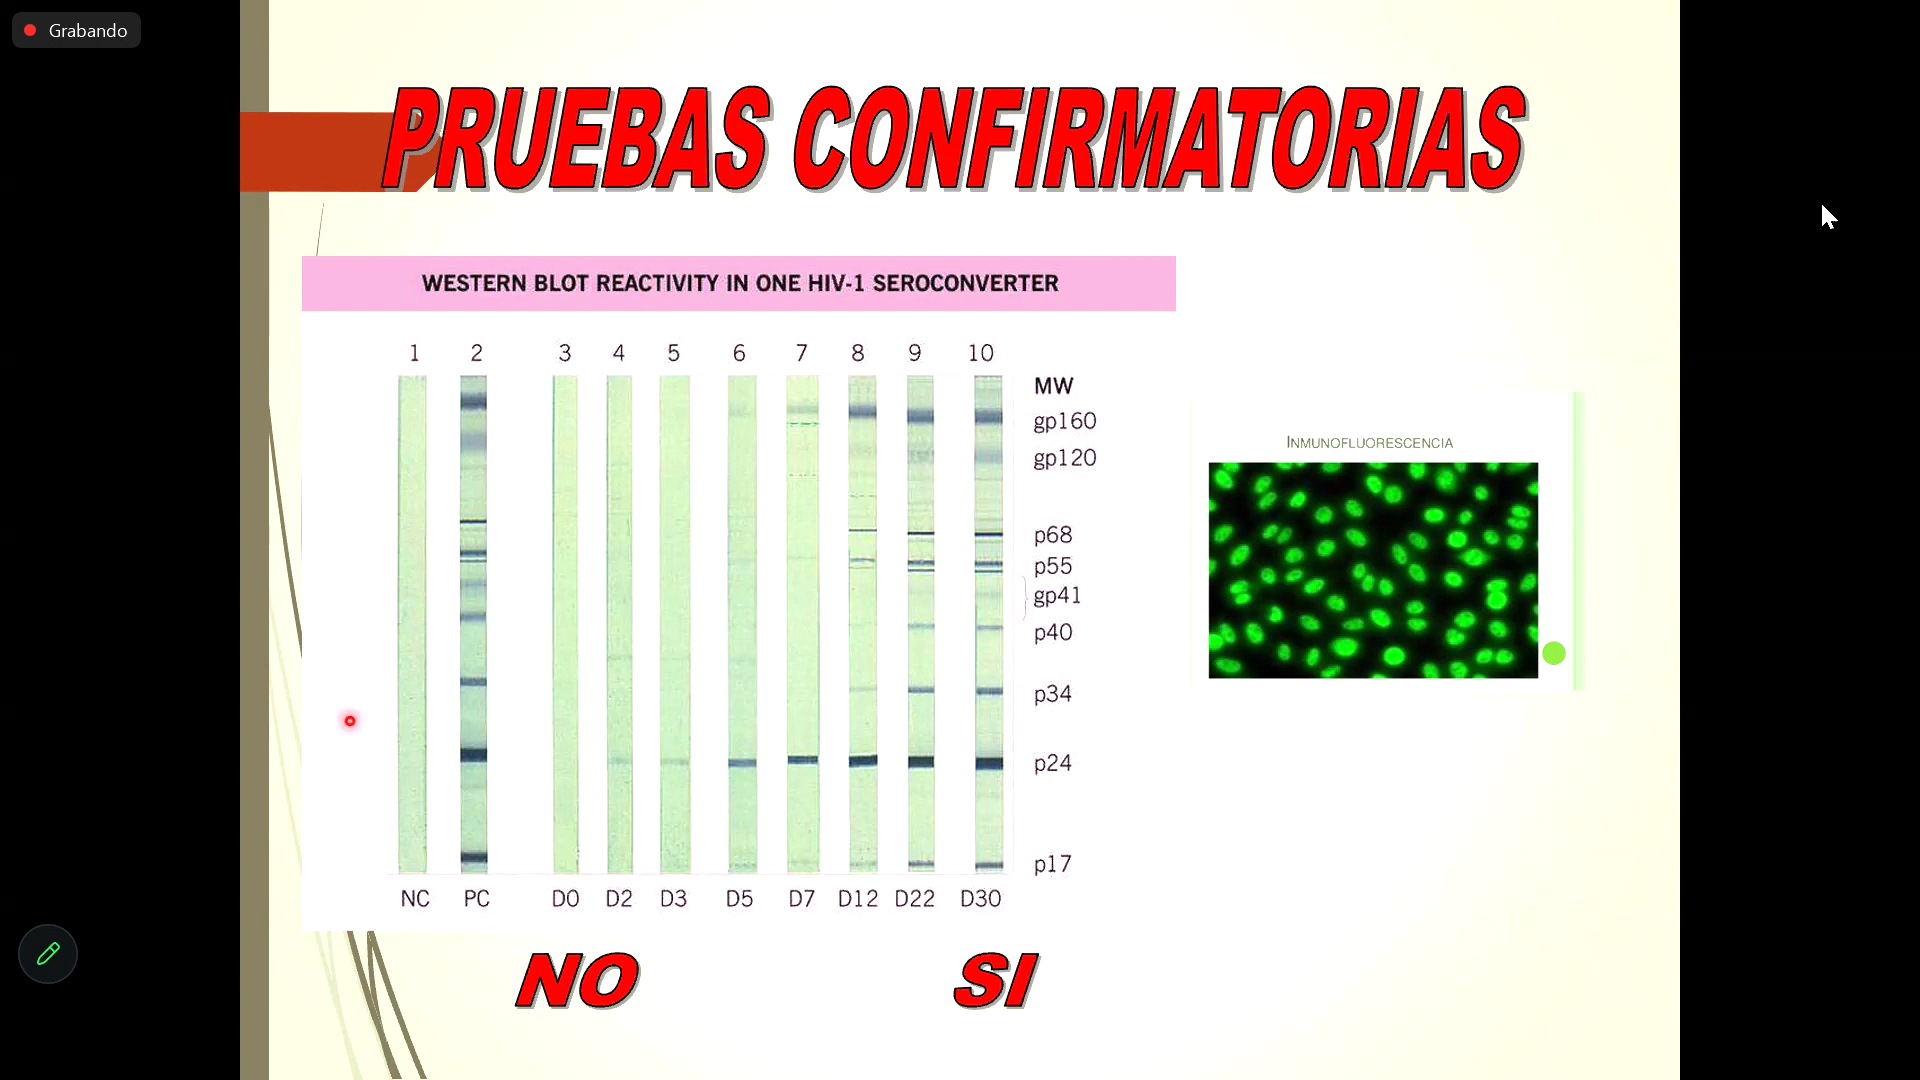 Grabando
PRUEBAS CONFIRMATORIAS
WESTERN BLOT REACTIVITY IN ONE HIV-1 SEROCONVERTER
1 2 3 4 5 6 7 8 9 10
MW
gp160
gp120
p68
p55
gp41
p40
p34
p24
p17
NC PC D0 D2 D3 D5 D7 D12 D22 D30
INMUNOFLUORESCENCIA
NO SI